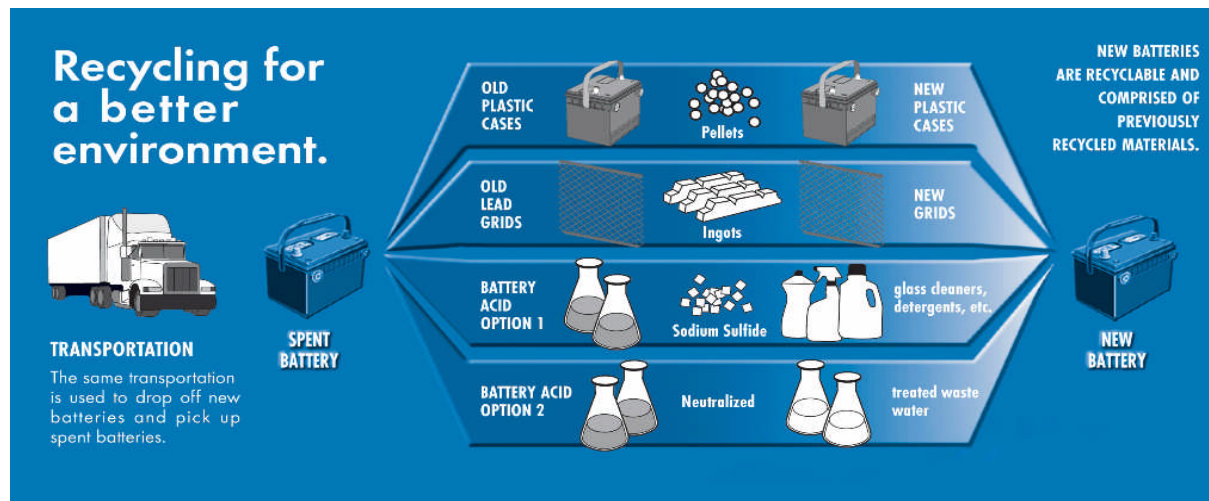 Recycling for
a better
environment.
TRANSPORTATION
The same transportation
is used to drop off new
batteries and pick up
spent batteries.
SPENT
BATTERY
OLD
PLASTIC
CASES
Pellets
NEW
PLASTIC
CASES
OLD
LEAD
GRIDS
Ingots
NEW
GRIDS
BATTERY
ACID
OPTION 1
Sodium Sulfide
glass cleaners,
detergents, etc.
BATTERY ACID
OPTION 2
Neutralized
treated waste
water
NEW BATTERIES
ARE RECYCLABLE AND
COMPRISED OF
PREVIOUSLY
RECYCLED MATERIALS.
NEW
BATTERY